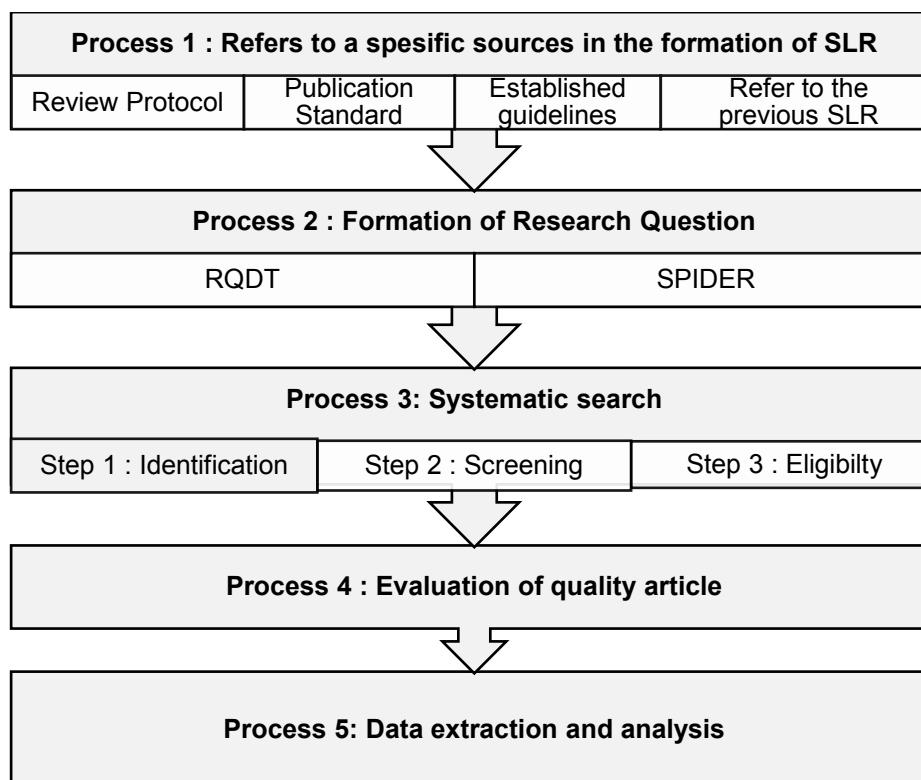 Process 1 : Refers to a spesific sources in the formation of SLR
Review Protocol
Publication
Standard
Established
guidelines
Refer to the
previous SLR
Process 2 : Formation of Research Question
RQDT
SPIDER
Process 3: Systematic search
Step 1 : Identification
Step 2 : Screening
Step 3 : Eligibilty
Process 4 : Evaluation of quality article
Process 5: Data extraction and analysis